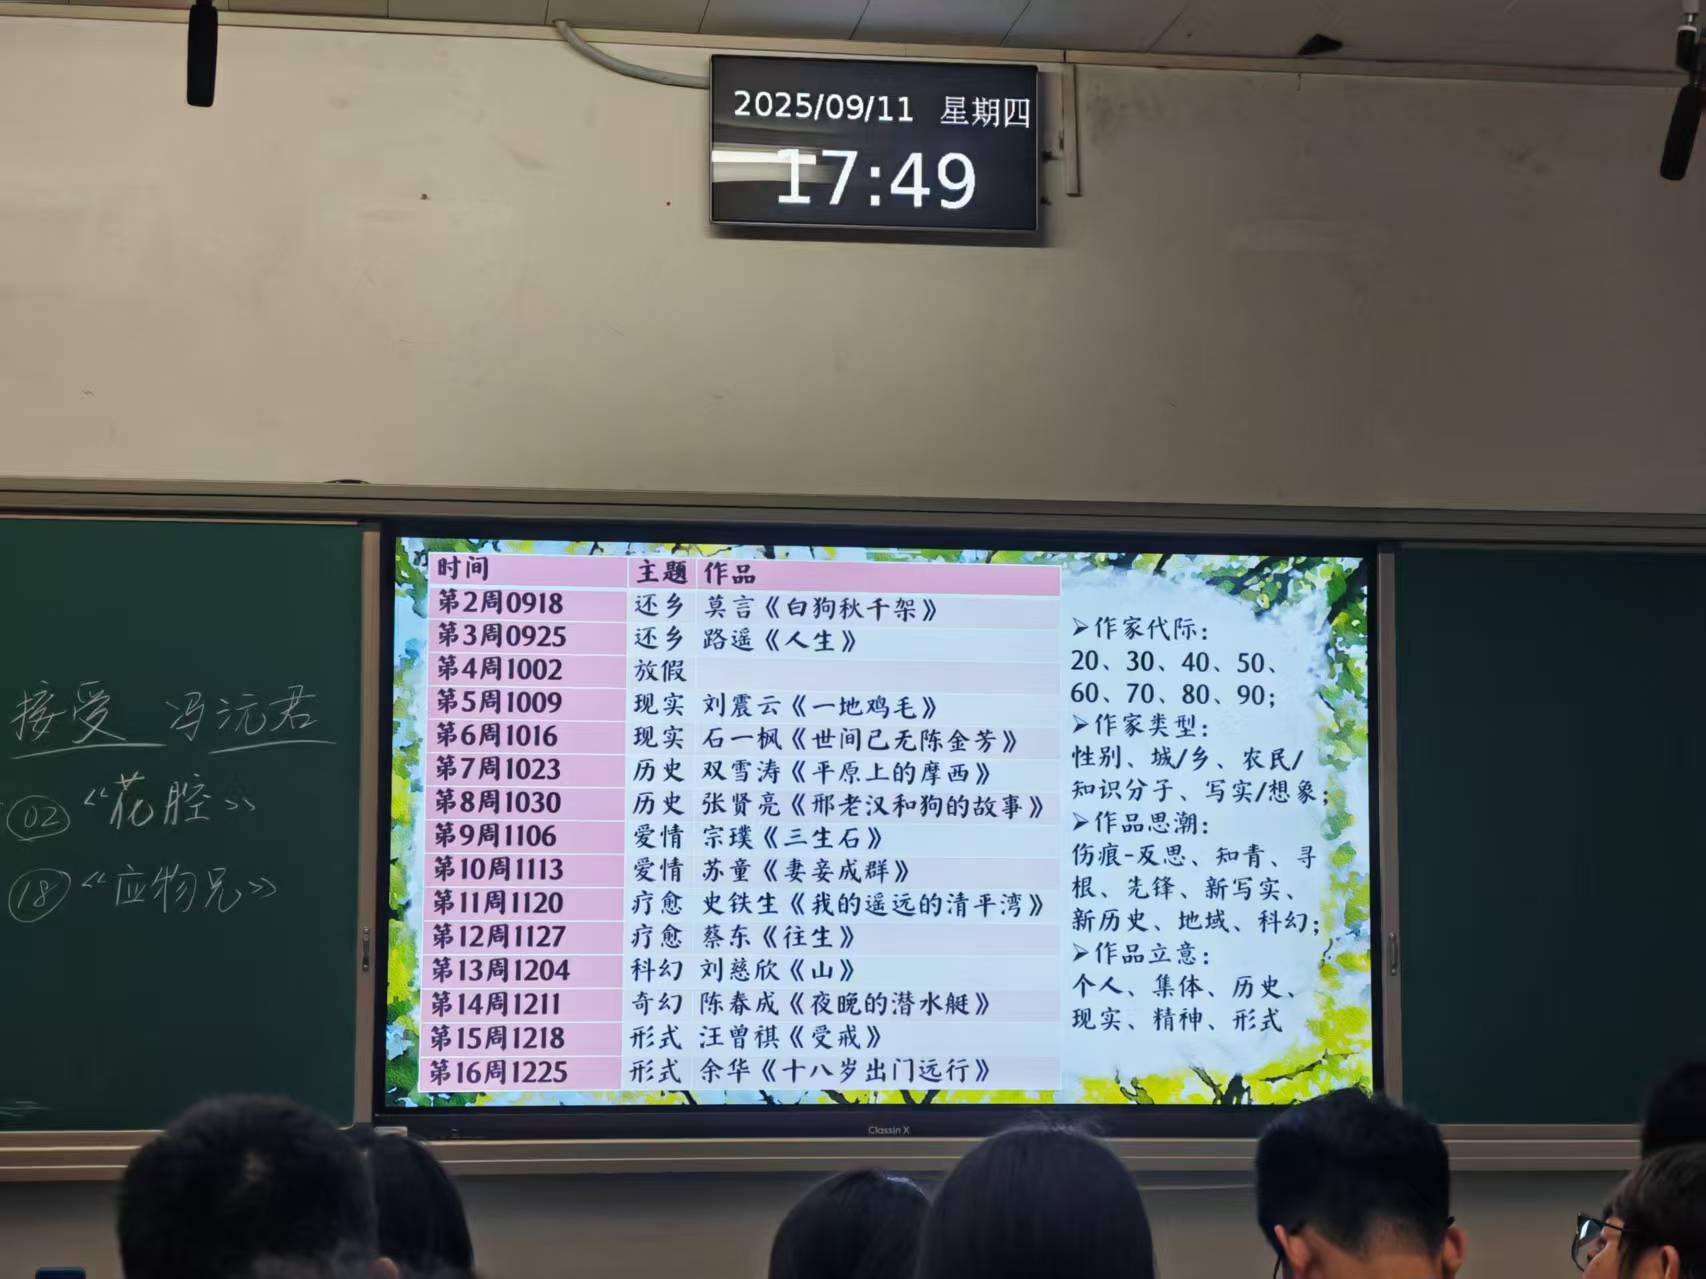 2025/09/11 星期四
17:49
接受 冯沅君
02 《花腔》
18 《应物兄》
时间 主题 作品
第2周0918 还乡 莫言《白狗秋千架》
第3周0925 还乡 路遥《人生》
第4周1002 放假
第5周1009 现实 刘震云《一地鸡毛》
第6周1016 现实 石一枫《世间已无陈金芳》
第7周1023 历史 双雪涛《平原上的摩西》
第8周1030 历史 张贤亮《邢老汉和狗的故事》
第9周1106 爱情 宗璞《三生石》
第10周1113 爱情 苏童《妻妾成群》
第11周1120 疗愈 史铁生《我的遥远的清平湾》
第12周1127 疗愈 蔡东《往生》
第13周1204 科幻 刘慈欣《山》
第14周1211 奇幻 陈春成《夜晚的潜水艇》
第15周1218 形式 汪曾祺《受戒》
第16周1225 形式 余华《十八岁出门远行》
➢作家代际：
20、30、40、50、
60、70、80、90；
➢作家类型：
性别、城/乡、农民/
知识分子、写实/想象；
➢作品思潮：
伤痕-反思、知青、寻
根、先锋、新写实、
新历史、地域、科幻；
➢作品立意：
个人、集体、历史、
现实、精神、形式
Classin X